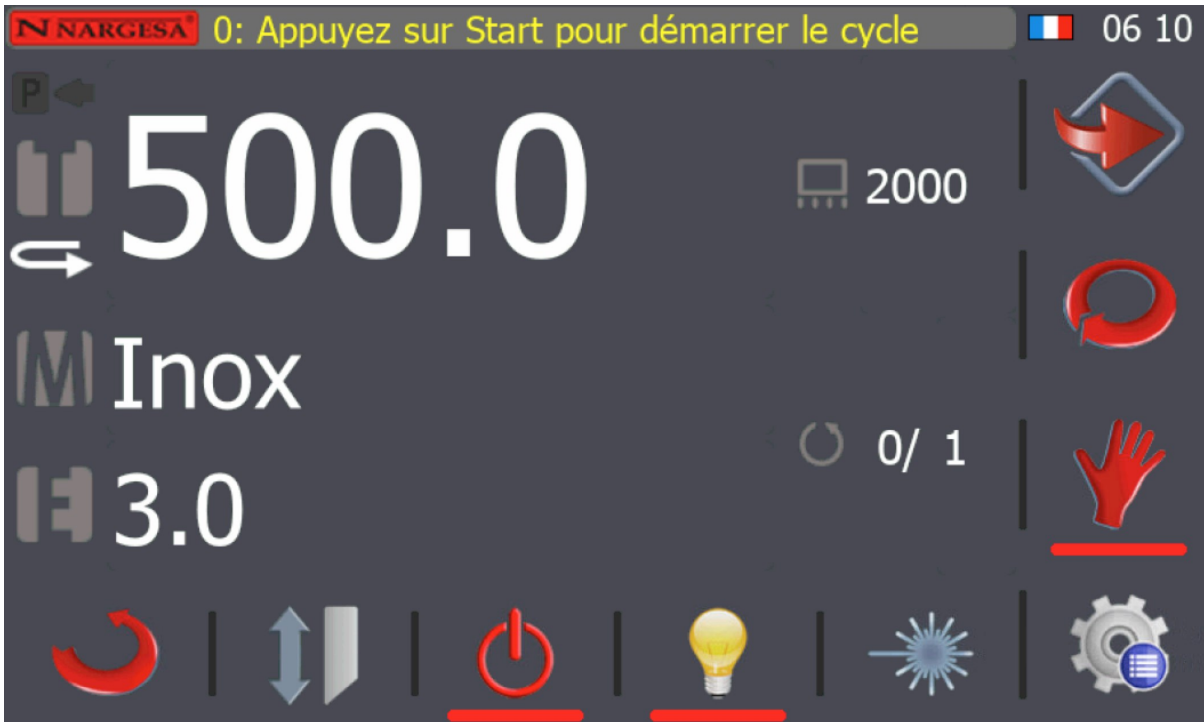 N NARGESA® 0: Appuyez sur Start pour démarrer le cycle 06 10
P
T 500.0
2000
M Inox
0/ 1
E 3.0